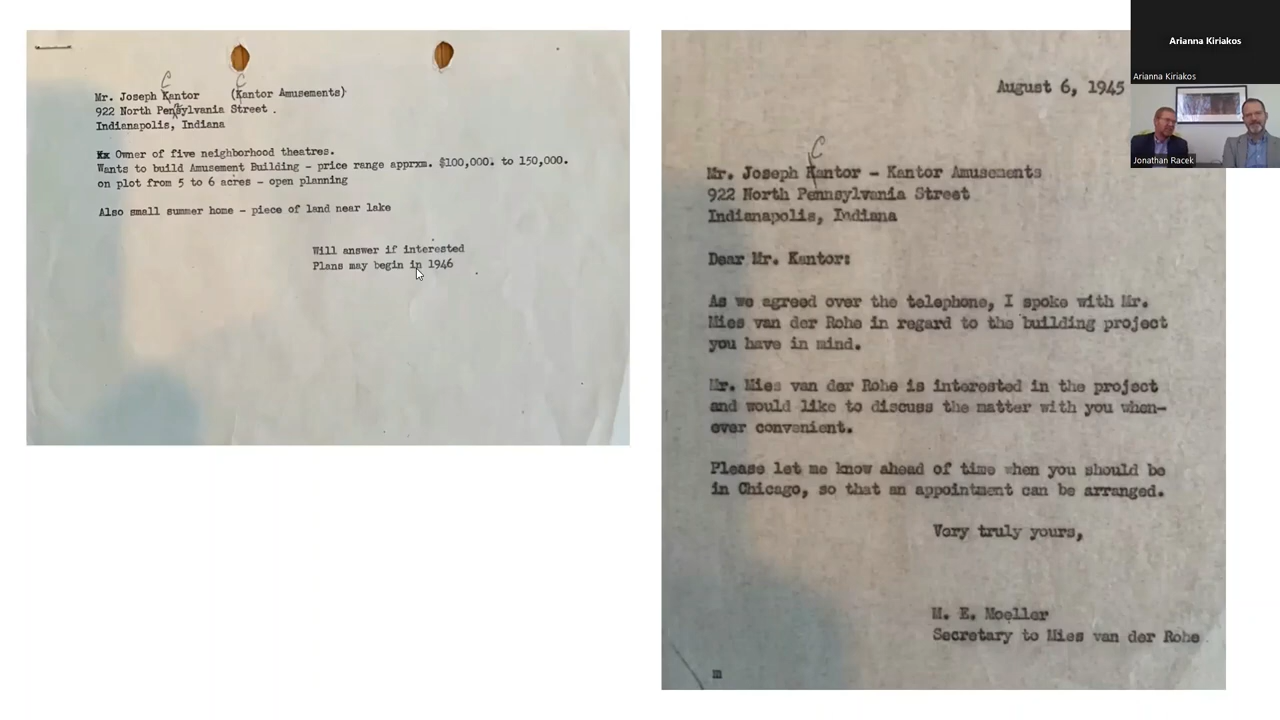 C C
Mr. Joseph Kantor (Kantor Amusements)
922 North Pensylvania Street .
Indianapolis, Indiana
Owner of five neighborhood theatres.
Wants to build Amusement Building - price range apprxm. $100,000. to 150,000.
on plot from 5 to 6 acres - open planning
Also small summer home - piece of land near lake
Will answer if interested
Plans may begin in 1946
August 6, 1945
C
Mr. Joseph Kantor - Kantor Amusements
922 North Pennsylvania Street
Indianapolis, Indiana
Dear Mr. Kantor:
As we agreed over the telephone, I spoke with Mr.
Mies van der Rohe in regard to the building project
you have in mind.
Mr. Mies van der Rohe is interested in the project
and would like to discuss the matter with you when-
ever convenient.
Please let me know ahead of time when you should be
in Chicago, so that an appointment can be arranged.
Very truly yours,
M. E. Moeller
Secretary to Mies van der Rohe
m
Arianna Kiriakos
Arianna Kiriakos
Jonathan Racek